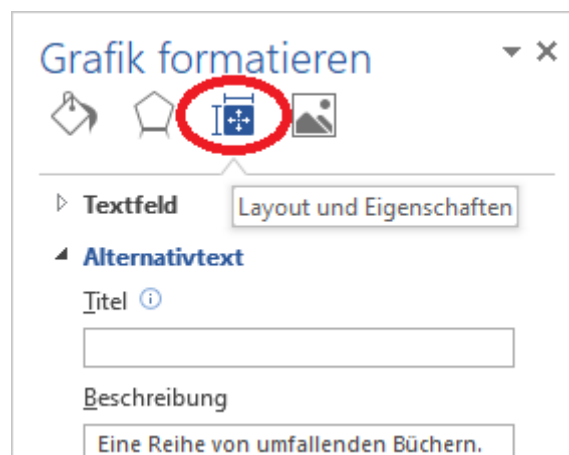 Grafik formatieren
Textfeld
Layout und Eigenschaften
Alternativtext
Titel
Beschreibung
Eine Reihe von umfallenden Büchern.